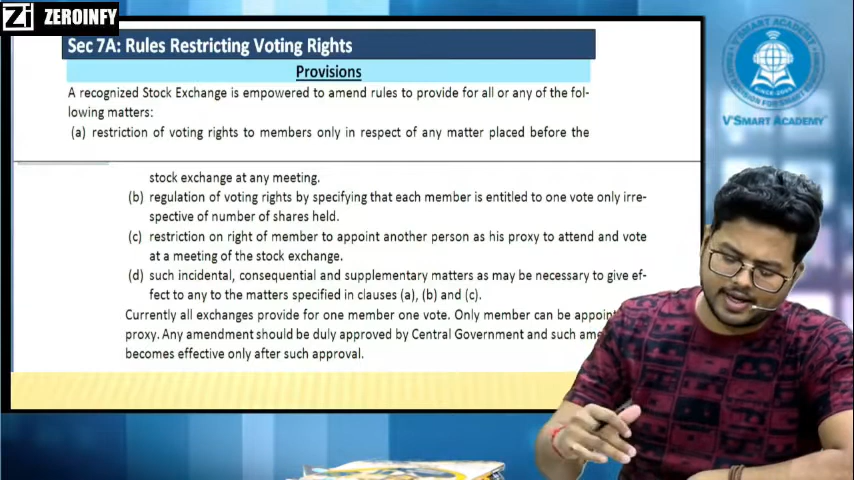 Zi ZEROINFY
Sec 7A: Rules Restricting Voting Rights
Provisions
A recognized Stock Exchange is empowered to amend rules to provide for all or any of the fol-
lowing matters:
(a) restriction of voting rights to members only in respect of any matter placed before the
stock exchange at any meeting.
(b) regulation of voting rights by specifying that each member is entitled to one vote only irre-
spective of number of shares held.
(c) restriction on right of member to appoint another person as his proxy to attend and vote
at a meeting of the stock exchange.
(d) such incidental, consequential and supplementary matters as may be necessary to give ef-
fect to any to the matters specified in clauses (a), (b) and (c).
Currently all exchanges provide for one member one vote. Only member can be
proxy. Any amendment should be duly approved by Central Government and such
becomes effective only after such approval.
V'SMART ACADEMY
SINCE-2006
V'SMART ACADEMY